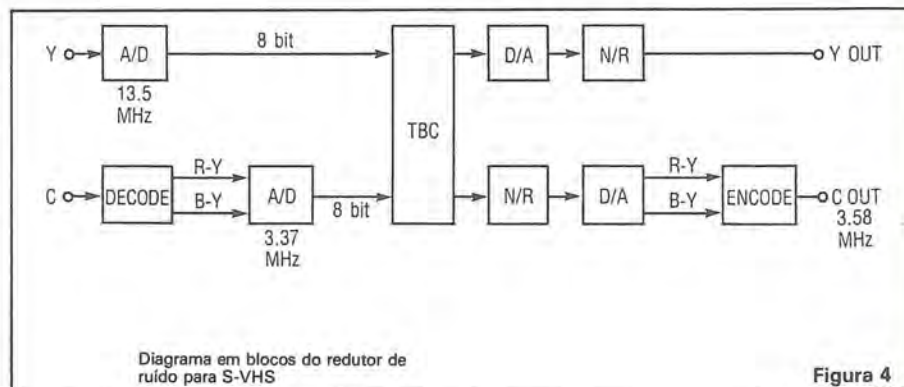 Y
A/D
8 bit
13.5
MHz
TBC
D/A
N/R
Y OUT
C
DECODE
R-Y
B-Y
A/D
8 bit
3.37
MHz
N/R
D/A
R-Y
B-Y
ENCODE
C OUT
3.58
MHz
Diagrama em blocos do redutor de
ruído para S-VHS
Figura 4